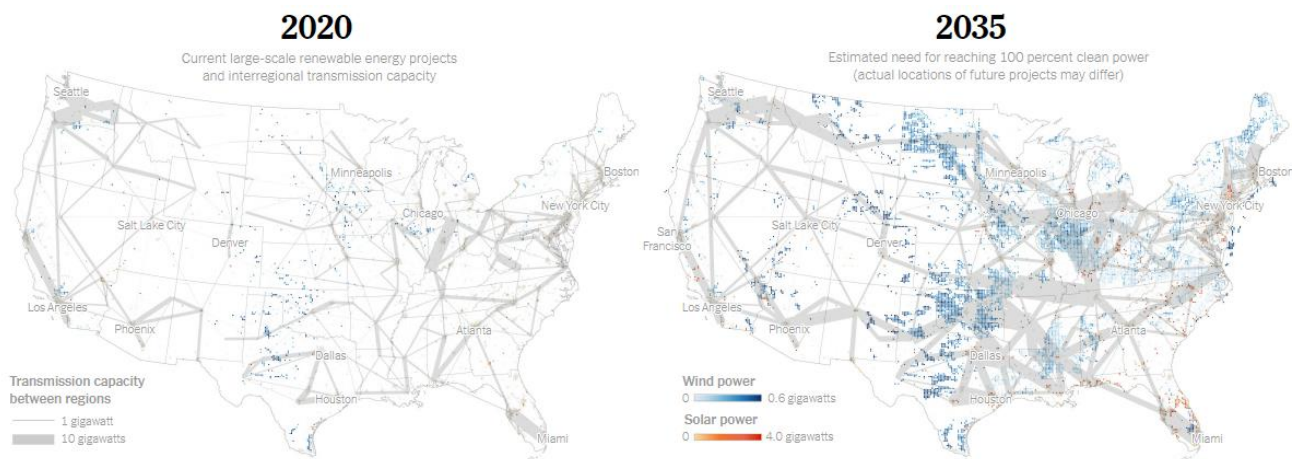 2020
Current large-scale renewable energy projects
and interregional transmission capacity
Seattle
Minneapolis
Boston
Chicago
New York City
Salt Lake City
Denver
Los Angeles
Phoenix
Atlanta
Dallas
Houston
Miami
Transmission capacity
between regions
1 gigawatt
10 gigawatts
2035
Estimated need for reaching 100 percent clean power
(actual locations of future projects may differ)
Seattle
Minneapolis
Boston
Chicago
New York City
San
Francisco
Salt Lake City
Denver
Los Angeles
Phoenix
Atlanta
Dallas
Houston
Miami
Wind power
0 0.6 gigawatts
Solar power
0 4.0 gigawatts